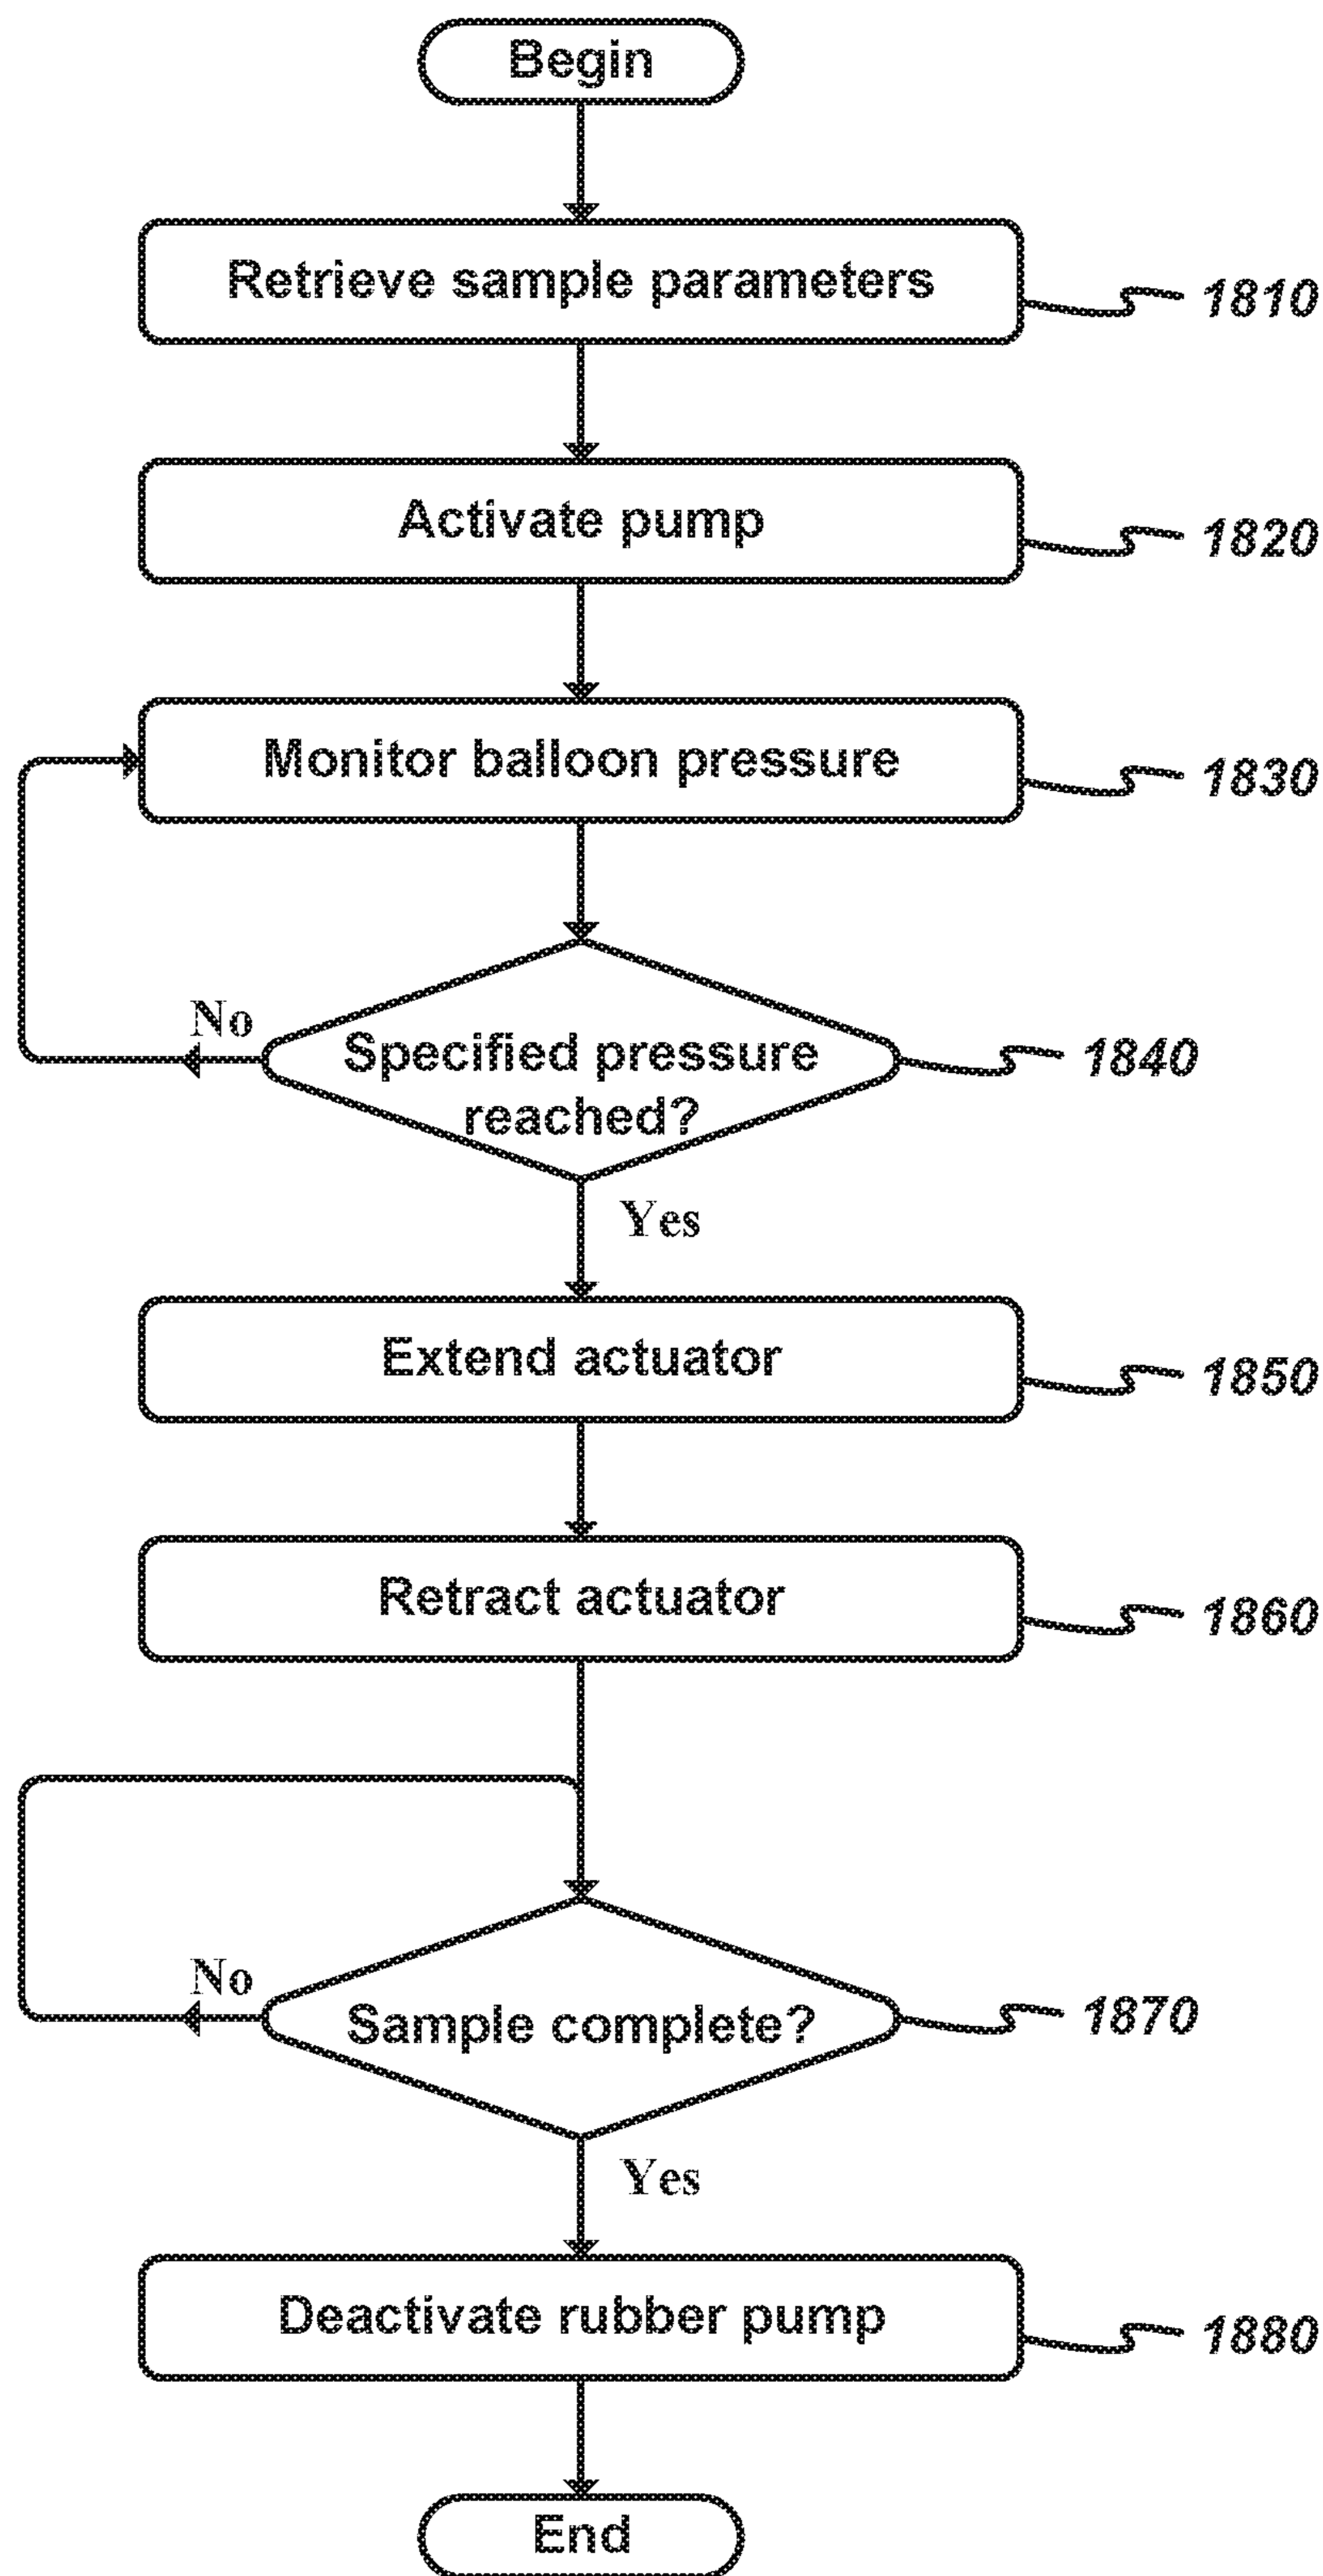 Begin
Retrieve sample parameters
1810
Activate pump
1820
Monitor balloon pressure
1830
No
Specified pressure
reached?
1840
Yes
Extend actuator
1850
Retract actuator
1860
No
Sample complete?
1870
Yes
Deactivate rubber pump
1880
End